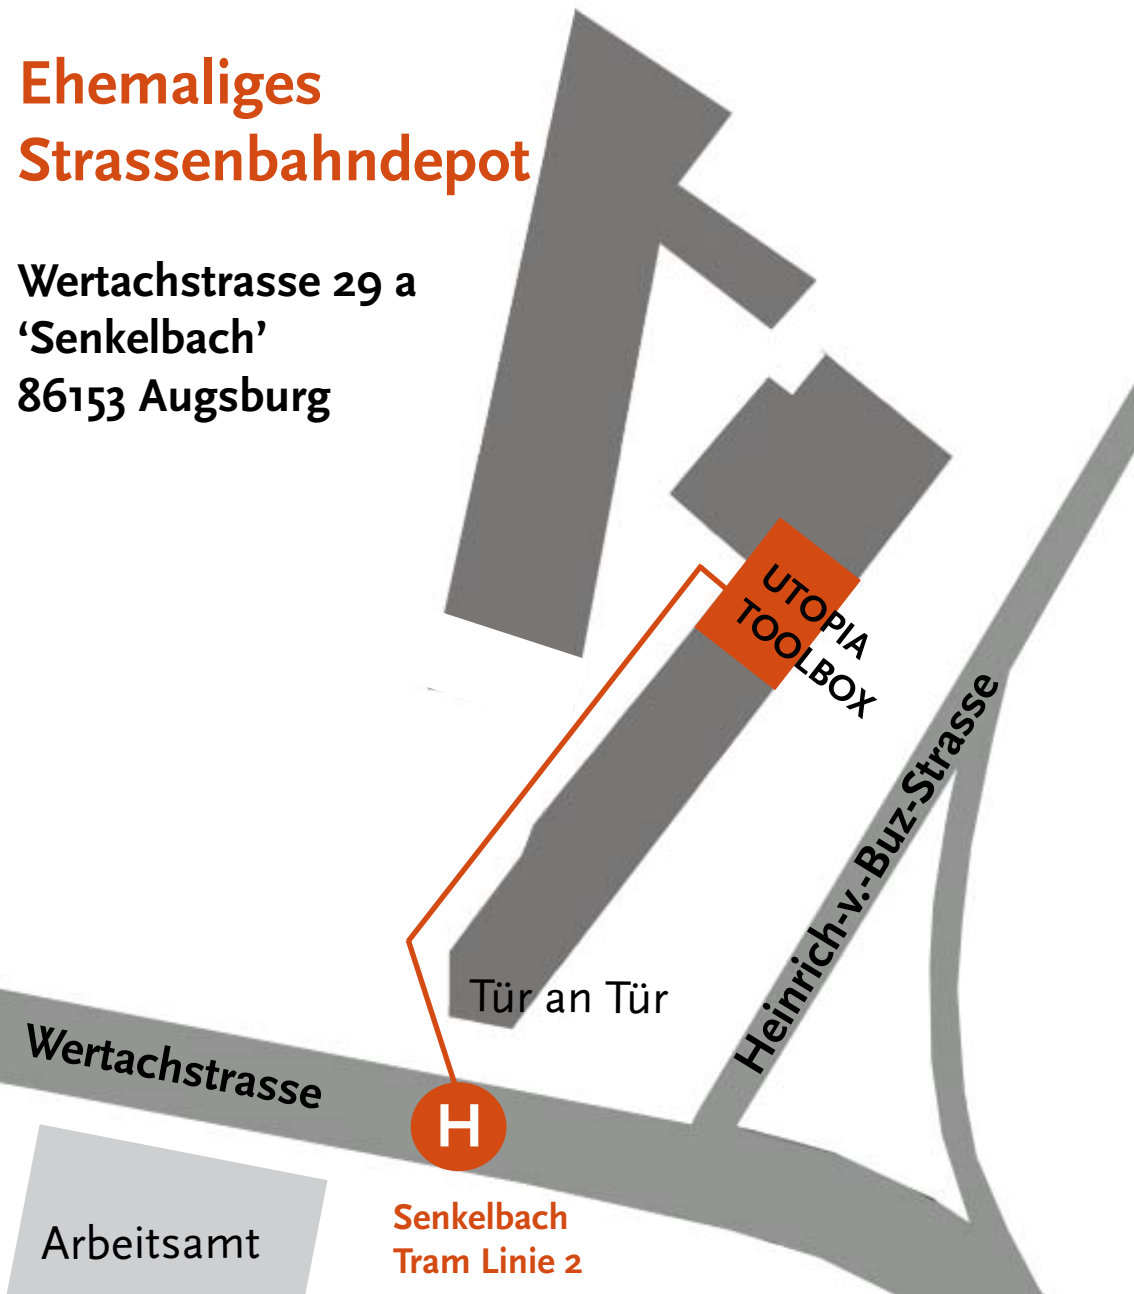 Ehemaliges
Strassenbahndepot
Wertachstrasse 29 a
‘Senkelbach’
86153 Augsburg
UTOPIA
TOOLBOX
Heinrich-v.-Buz-Strasse
Tür an Tür
Wertachstrasse
H
Senkelbach
Tram Linie 2
Arbeitsamt